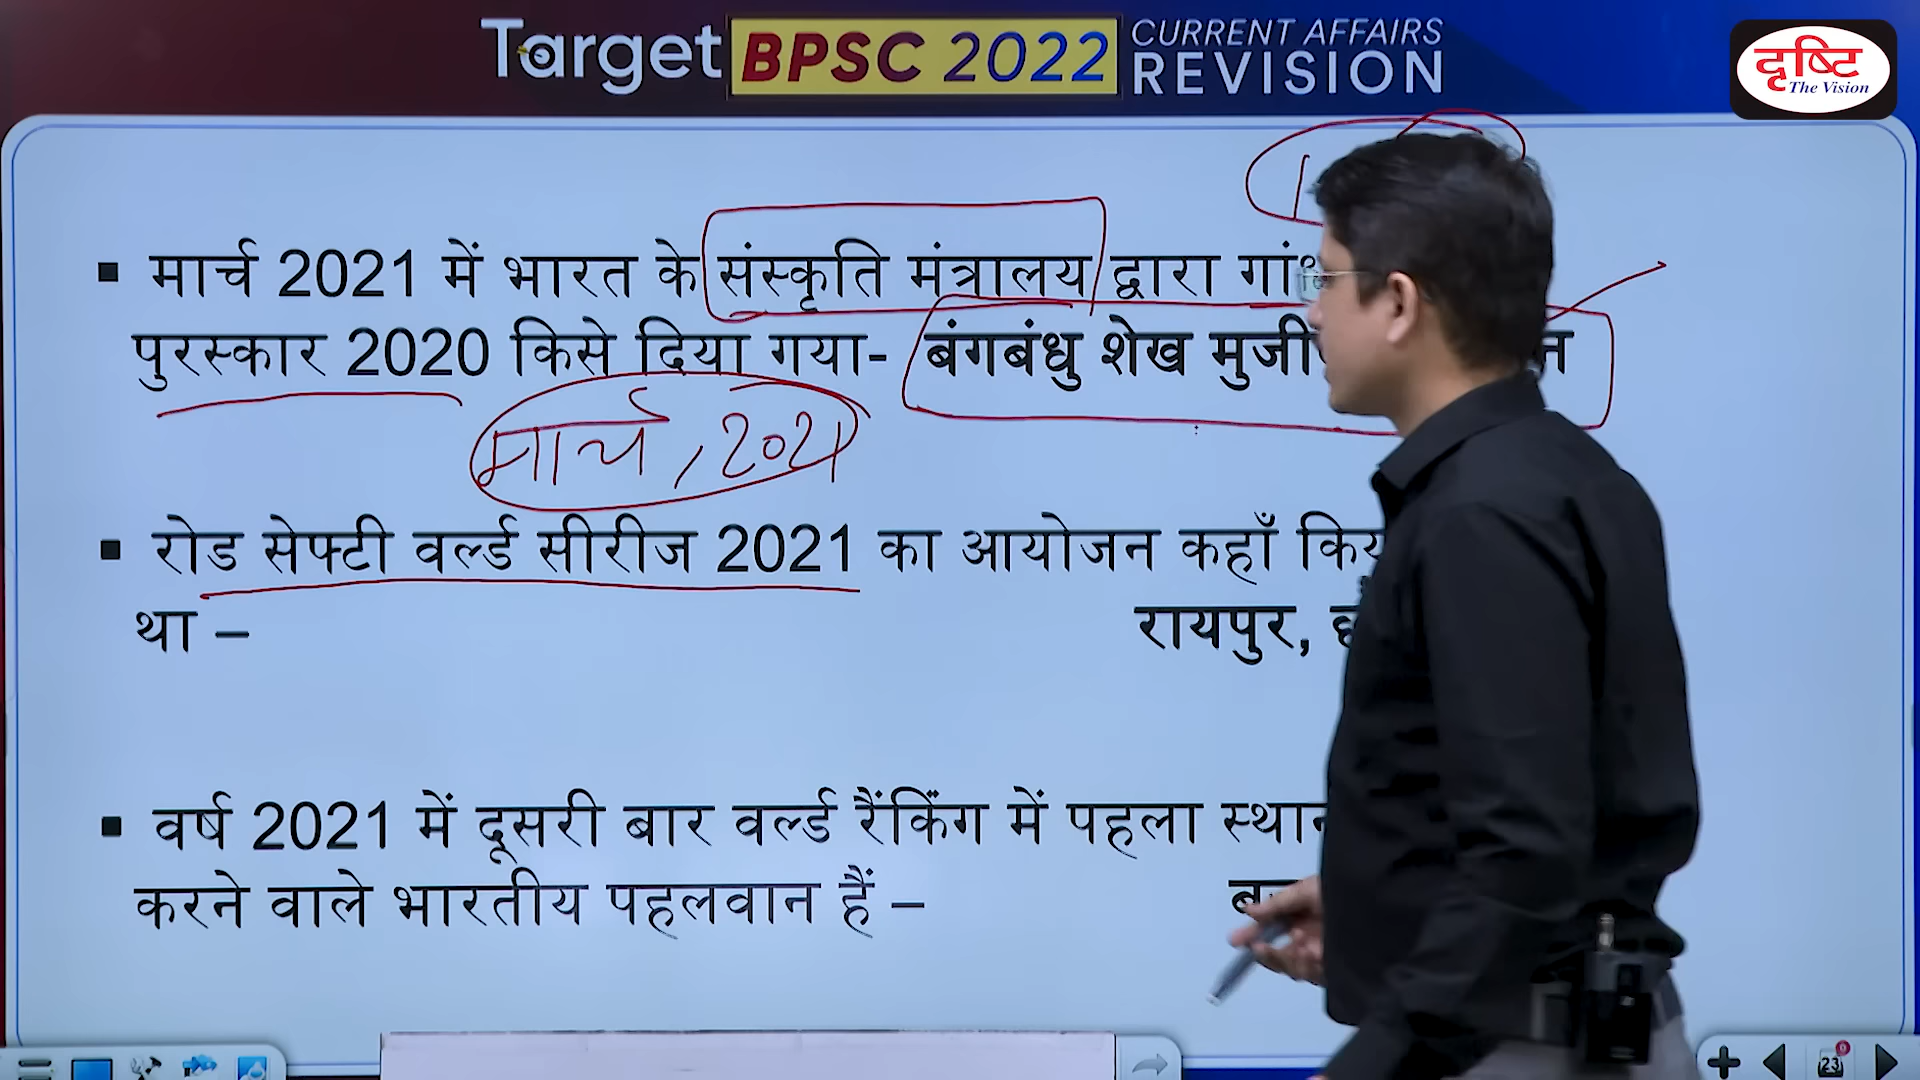 Target BPSC 2022 CURRENT AFFAIRS
REVISION
दृष्टि
The Vision
▪ मार्च 2021 में भारत के संस्कृति मंत्रालय द्वारा
पुरस्कार 2020 किसे दिया गया- बंगबंधु शेख
मार्च, 2021
▪ रोड सेफ्टी वर्ल्ड सीरीज 2021 का आयोजन कहाँ
था – रायपुर,
▪ वर्ष 2021 में दूसरी बार वर्ल्ड रैंकिंग में पहला
करने वाले भारतीय पहलवान हैं –
23